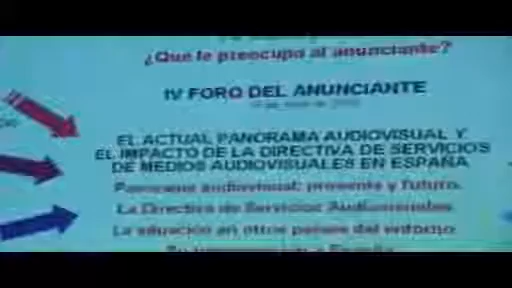 ¿Que le preocupa al anunciante?
IV FORO DEL ANUNCIANTE
EL ACTUAL PANORAMA AUDIOVISUAL Y
EL IMPACTO DE LA DIRECTIVA DE SERVICIOS
DE MEDIOS AUDIOVISUALES EN ESPAÑA
Panorama audiovisual: presente y futuro.
La Directiva de Servicios Audiovisuales
La situación en otros países del entorno